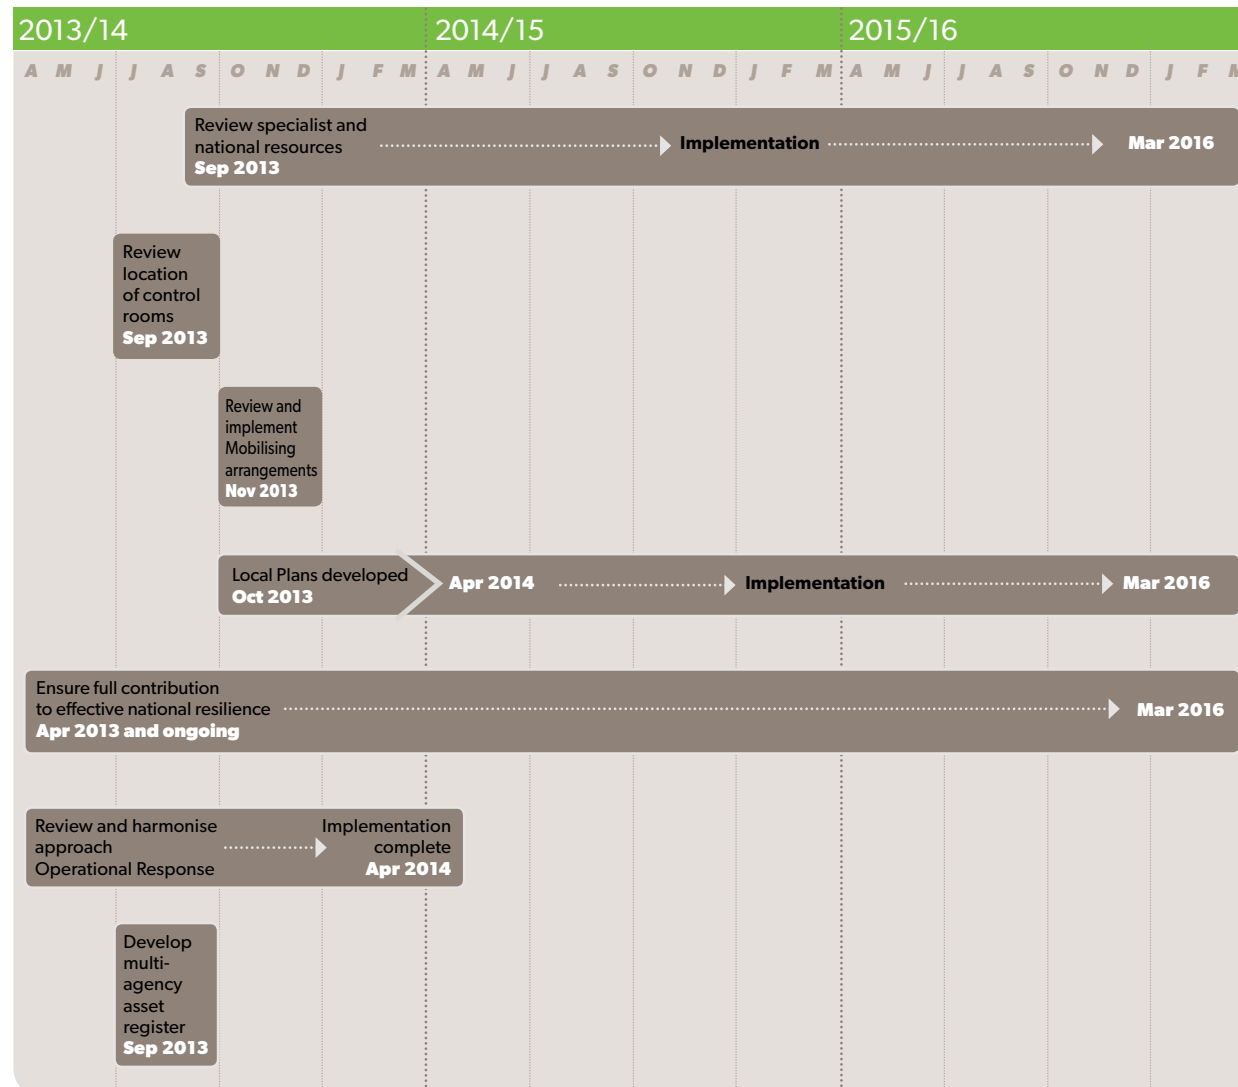 2013/14 2014/15 2015/16
A M J J A S O N D J F M A M J J A S O N D J F M A M J J A S O N D J F M
Review specialist and
national resources
Sep 2013
Implementation
Mar 2016
Review
location
of control
rooms
Sep 2013
Review and
implement
Mobilising
arrangements
Nov 2013
Local Plans developed
Oct 2013
Apr 2014
Implementation
Mar 2016
Ensure full contribution
to effective national resilience
Apr 2013 and ongoing
Mar 2016
Review and harmonise
approach
Operational Response
Implementation
complete
Apr 2014
Develop
multi-
agency
asset
register
Sep 2013